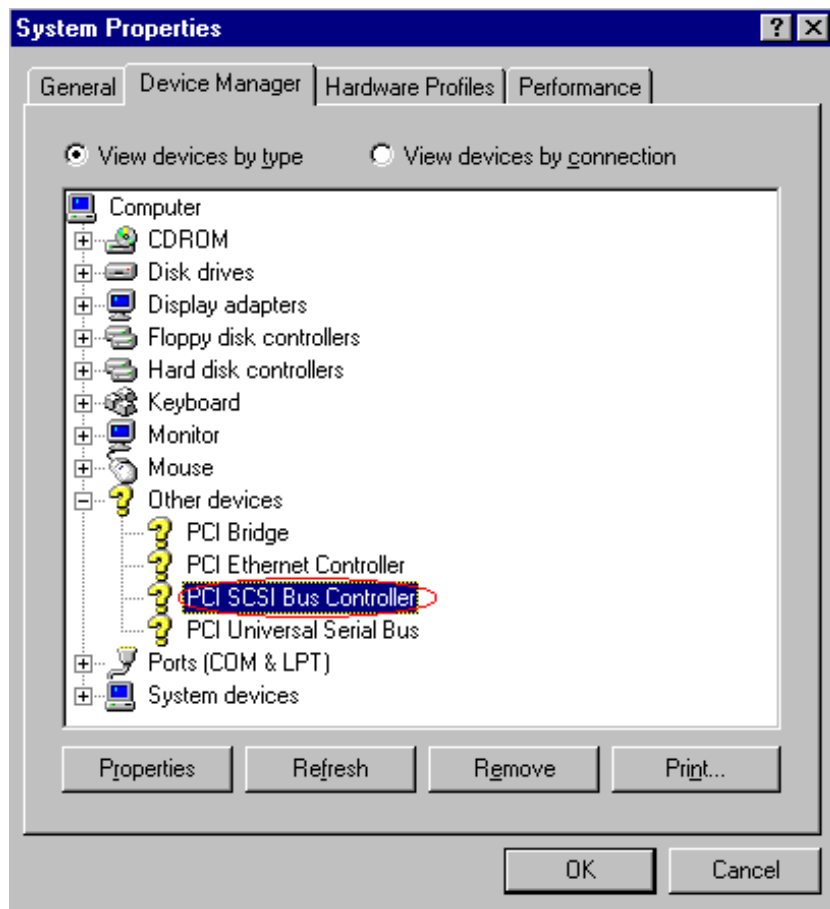 System Properties
General Device Manager Hardware Profiles Performance
View devices by type View devices by connection
Computer
CDROM
Disk drives
Display adapters
Floppy disk controllers
Hard disk controllers
Keyboard
Monitor
Mouse
Other devices
PCI Bridge
PCI Ethernet Controller
PCI SCSI Bus Controller
PCI Universal Serial Bus
Ports (COM & LPT)
System devices
Properties Refresh Remove Print...
OK Cancel